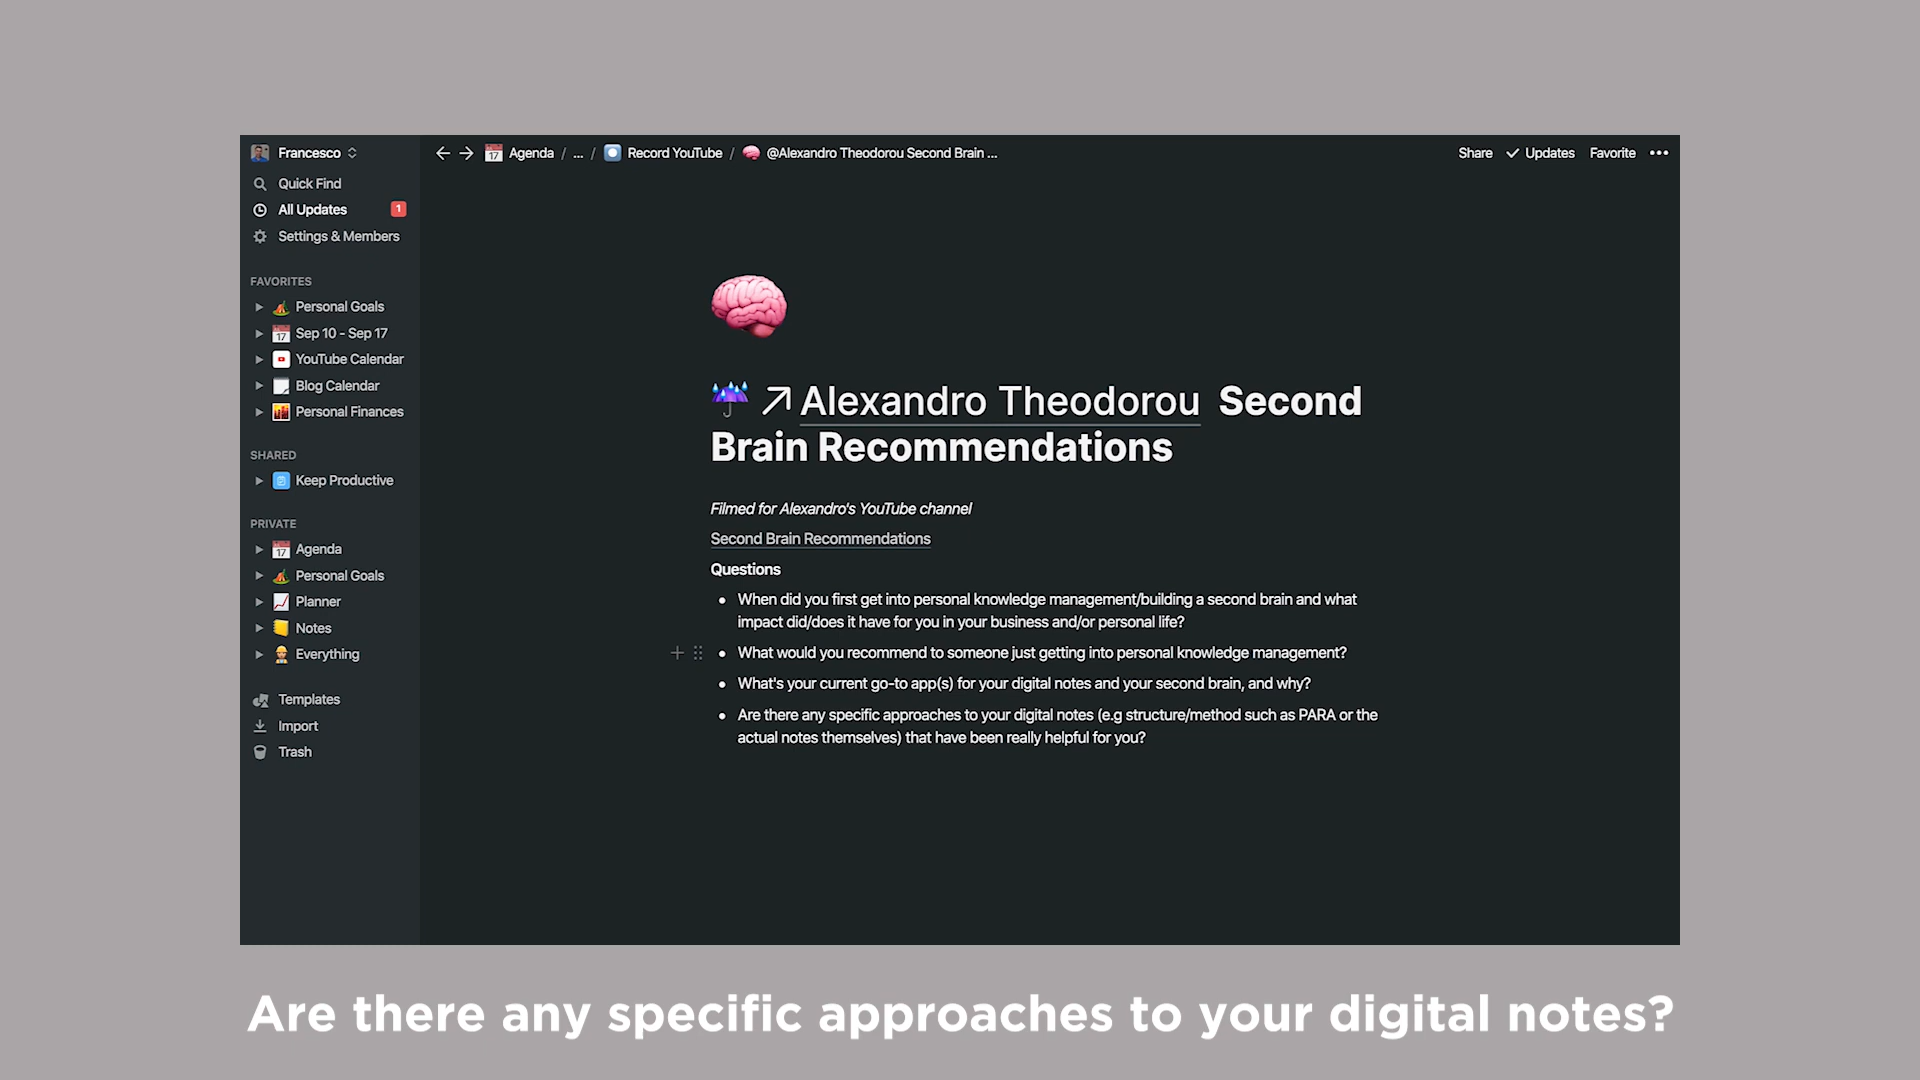 Francesco
Quick Find
All Updates 1
Settings & Members
FAVORITES
Personal Goals
17 Sep 10 - Sep 17
YouTube Calendar
Blog Calendar
Personal Finances
SHARED
Keep Productive
PRIVATE
17 Agenda
Personal Goals
Planner
Notes
Everything
Templates
Import
Trash
17 Agenda / ... / Record YouTube / @Alexandro Theodorou Second Brain ...
Share Updates Favorite
Alexandro Theodorou Second
Brain Recommendations
Filmed for Alexandro's YouTube channel
Second Brain Recommendations
Questions
When did you first get into personal knowledge management/building a second brain and what
impact did/does it have for you in your business and/or personal life?
What would you recommend to someone just getting into personal knowledge management?
What's your current go-to app(s) for your digital notes and your second brain, and why?
Are there any specific approaches to your digital notes (e.g structure/method such as PARA or the
actual notes themselves) that have been really helpful for you?
Are there any specific approaches to your digital notes?